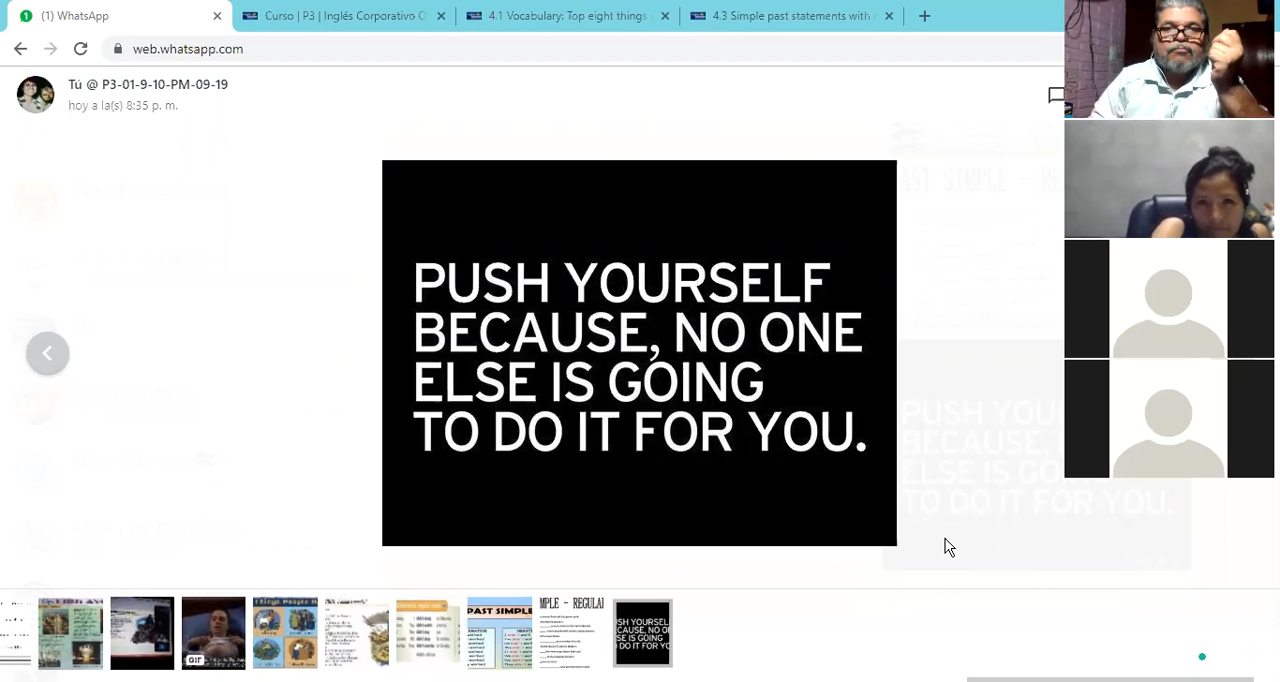 (1) WhatsApp
Curso | P3 | Inglés Corporativo
4.1 Vocabulary: Top eight things
4.3 Simple past statements with
web.whatsapp.com
Tú @ P3-01-9-10-PM-09-19
hoy a la(s) 8:35 p. m.
PUSH YOURSELF
BECAUSE, NO ONE
ELSE IS GOING
TO DO IT FOR YOU.
GIF
PAST SIMPLE